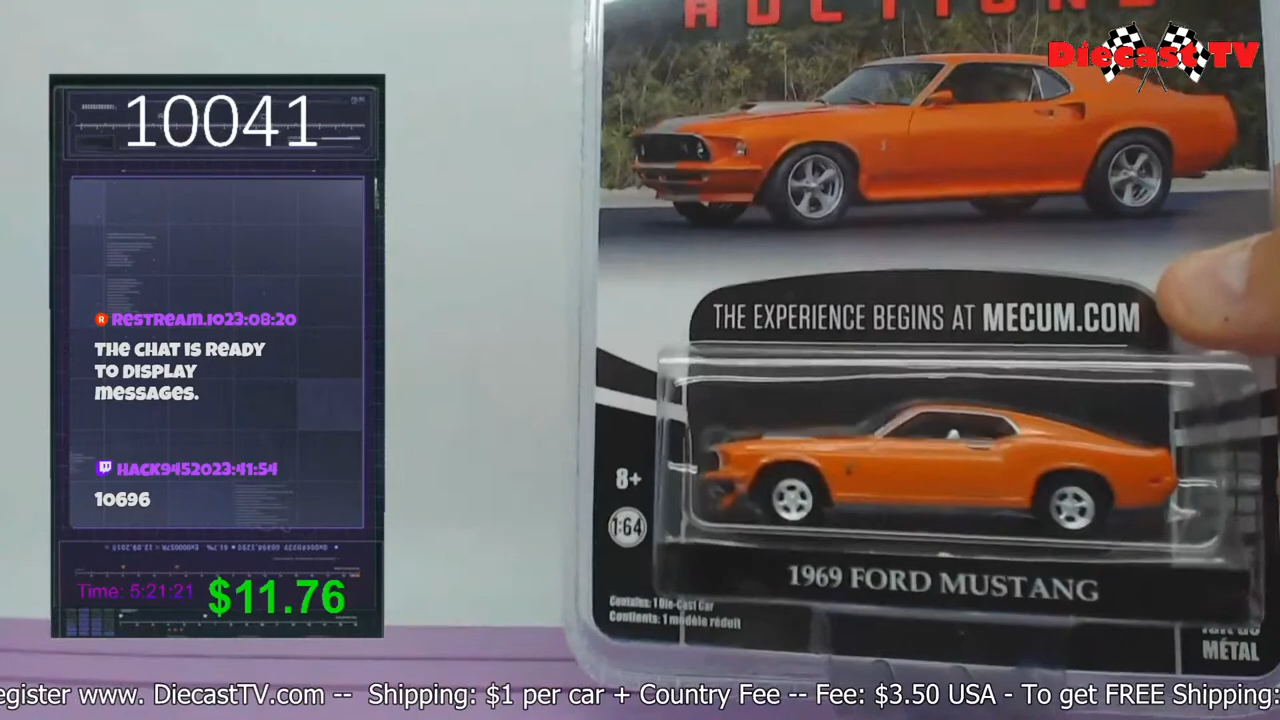 AUCTIONS
Diecast TV
10041
THE EXPERIENCE BEGINS AT MECUM.COM
Restream.io23:08:20
The chat is ready
to display
messages.
Hack9452023:41:54
10696
8+
1:64
1969 FORD MUSTANG
Contains: 1 Die-Cast Car
Contient: 1 modèle réduit
MÉTAL
Time: 5:21:21 $11.76
egister www. DiecastTV.com -- Shipping: $1 per car + Country Fee -- Fee: $3.50 USA - To get FREE Shipping: